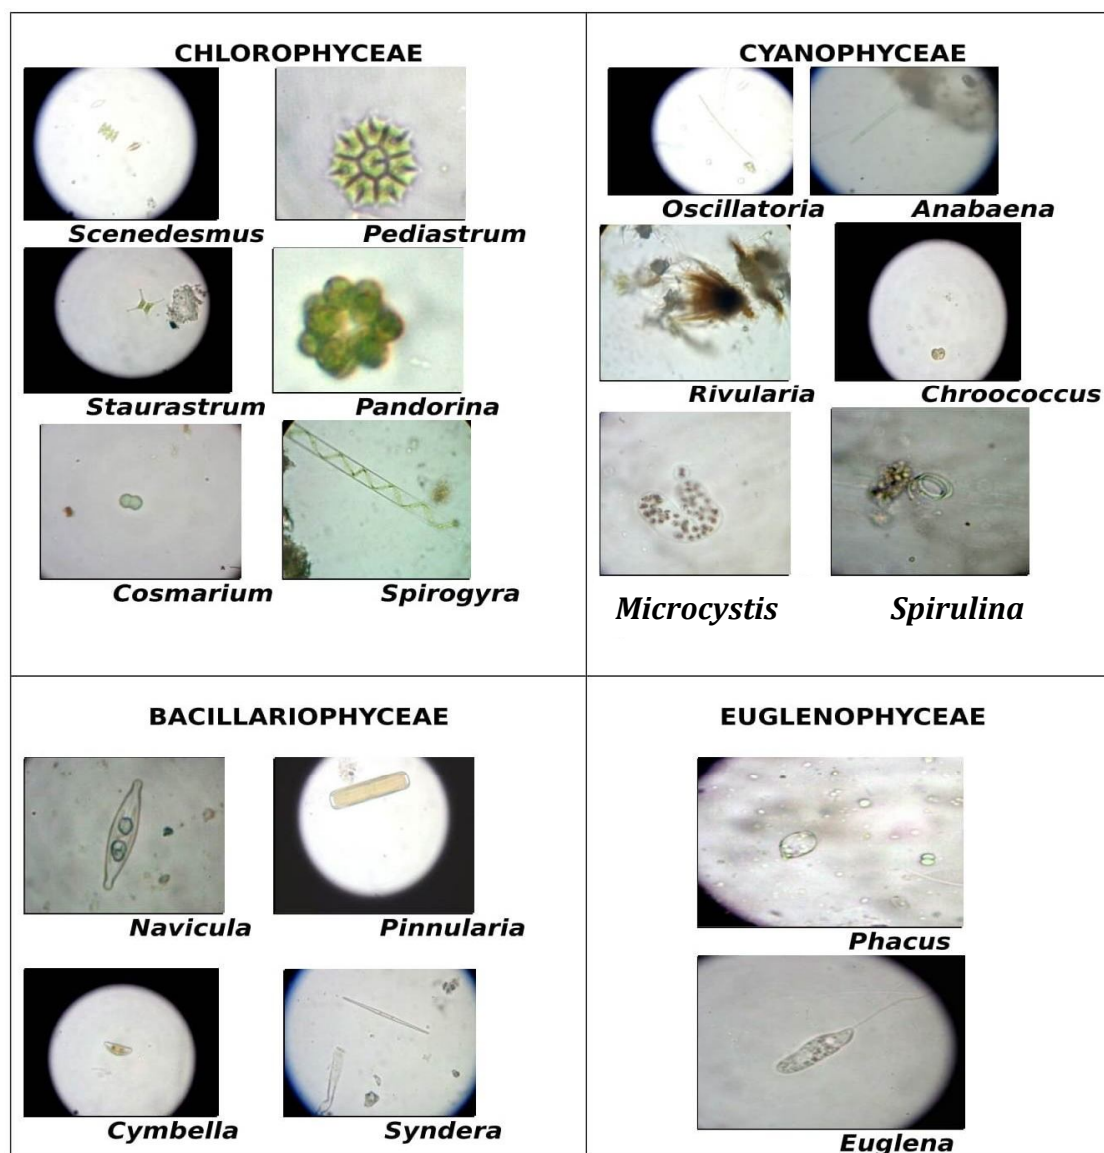 CHLOROPHYCEAE
Scenedesmus Pediastrum
Staurastrum Pandorina
Cosmarium Spirogyra
CYANOPHYCEAE
Oscillatoria Anabaena
Rivularia Chroococcus
Microcystis Spirulina
BACILLARIOPHYCEAE
Navicula Pinnularia
Cymbella Syndera
EUGLENOPHYCEAE
Phacus
Euglena